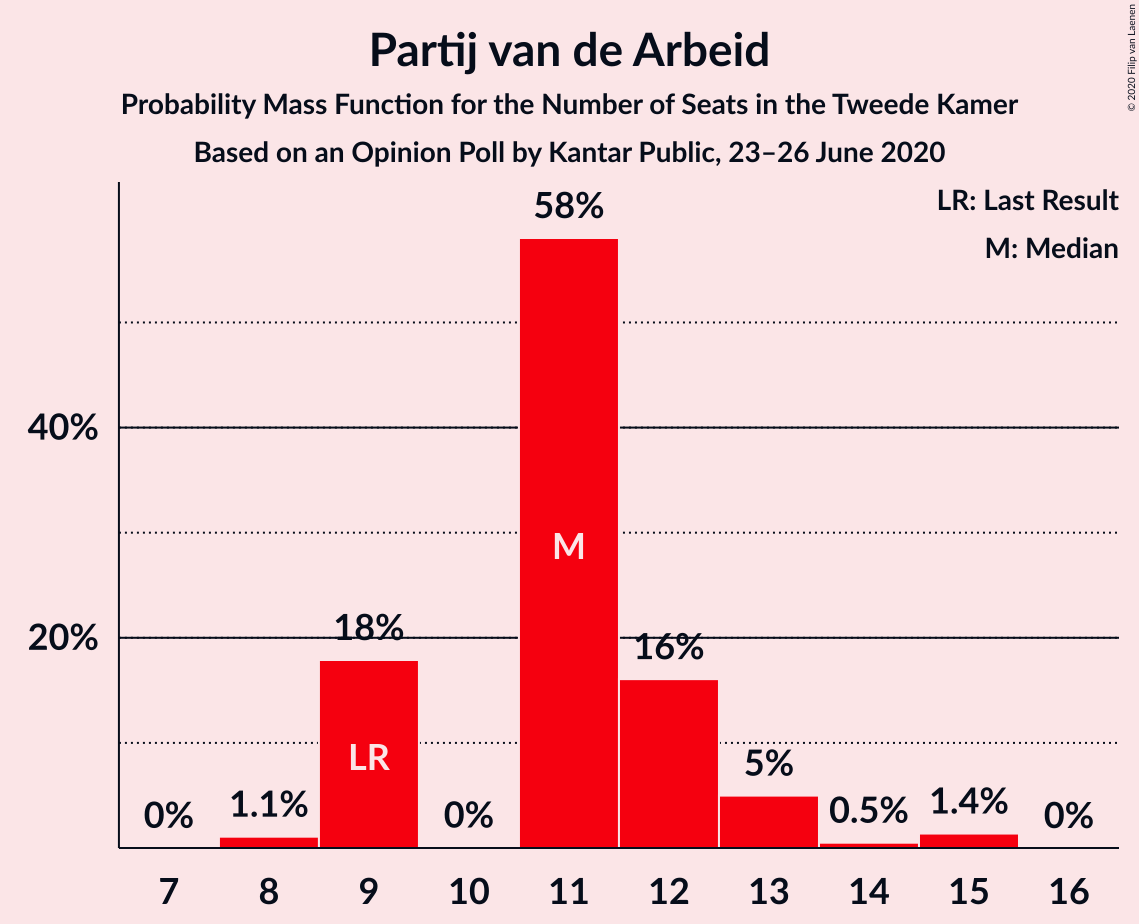 Partij van de Arbeid
Probability Mass Function for the Number of Seats in the Tweede Kamer
Based on an Opinion Poll by Kantar Public, 23–26 June 2020
© 2020 Filip van Laenen
LR: Last Result
M: Median
58%
40%
M
20%
18%
16%
LR
5%
0%
1.1%
0%
0.5%
1.4%
0%
7 8 9 10 11 12 13 14 15 16